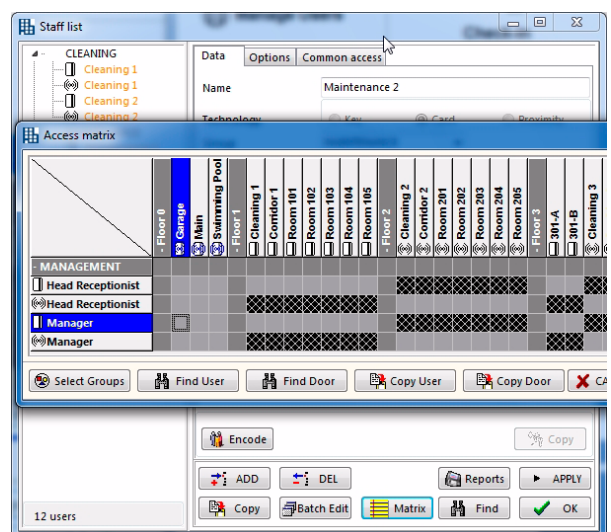 Manage Users
Check-in
Staff list
CLEANING
Cleaning 1
Cleaning 1
Cleaning 2
Cleaning 2
Data Options Common access
Name Maintenance 2
Technology Key Card Proximity
Access matrix
- Floor 0
Garage
Main
Swimming Pool
- Floor 1
Cleaning 1
Corridor 1
Room 101
Room 102
Room 103
Room 104
Room 105
- Floor 2
Cleaning 2
Corridor 2
Room 201
Room 202
Room 203
Room 204
Room 205
- Floor 3
301-A
301-B
Cleaning 3
- MANAGEMENT
Head Receptionist
Head Receptionist
Manager
Manager
Select Groups Find User Find Door Copy User Copy Door CA
Encode Copy
ADD DEL Reports APPLY
Copy Batch Edit Matrix Find OK
12 users